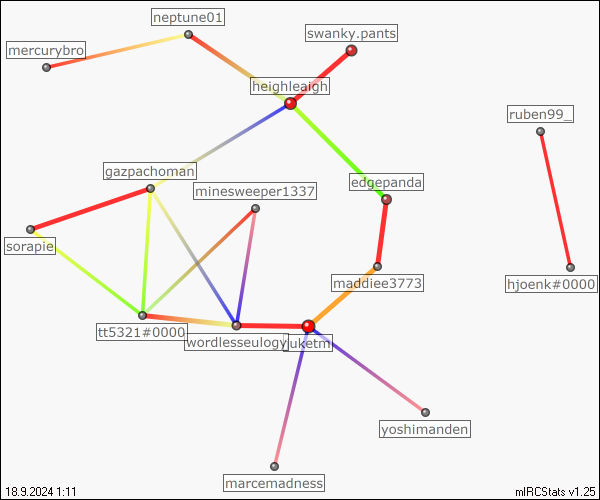 neptune01
swanky.pants
mercurybro
heighleaigh
ruben99_
gazpachoman
edgepanda
minesweeper1337
sorapie
maddiee3773
hjoenk#0000
tt5321#0000
wordlesseulogy
luketm
yoshimanden
marcemadness
18.9.2024 1:11
mIRCStats v1.25